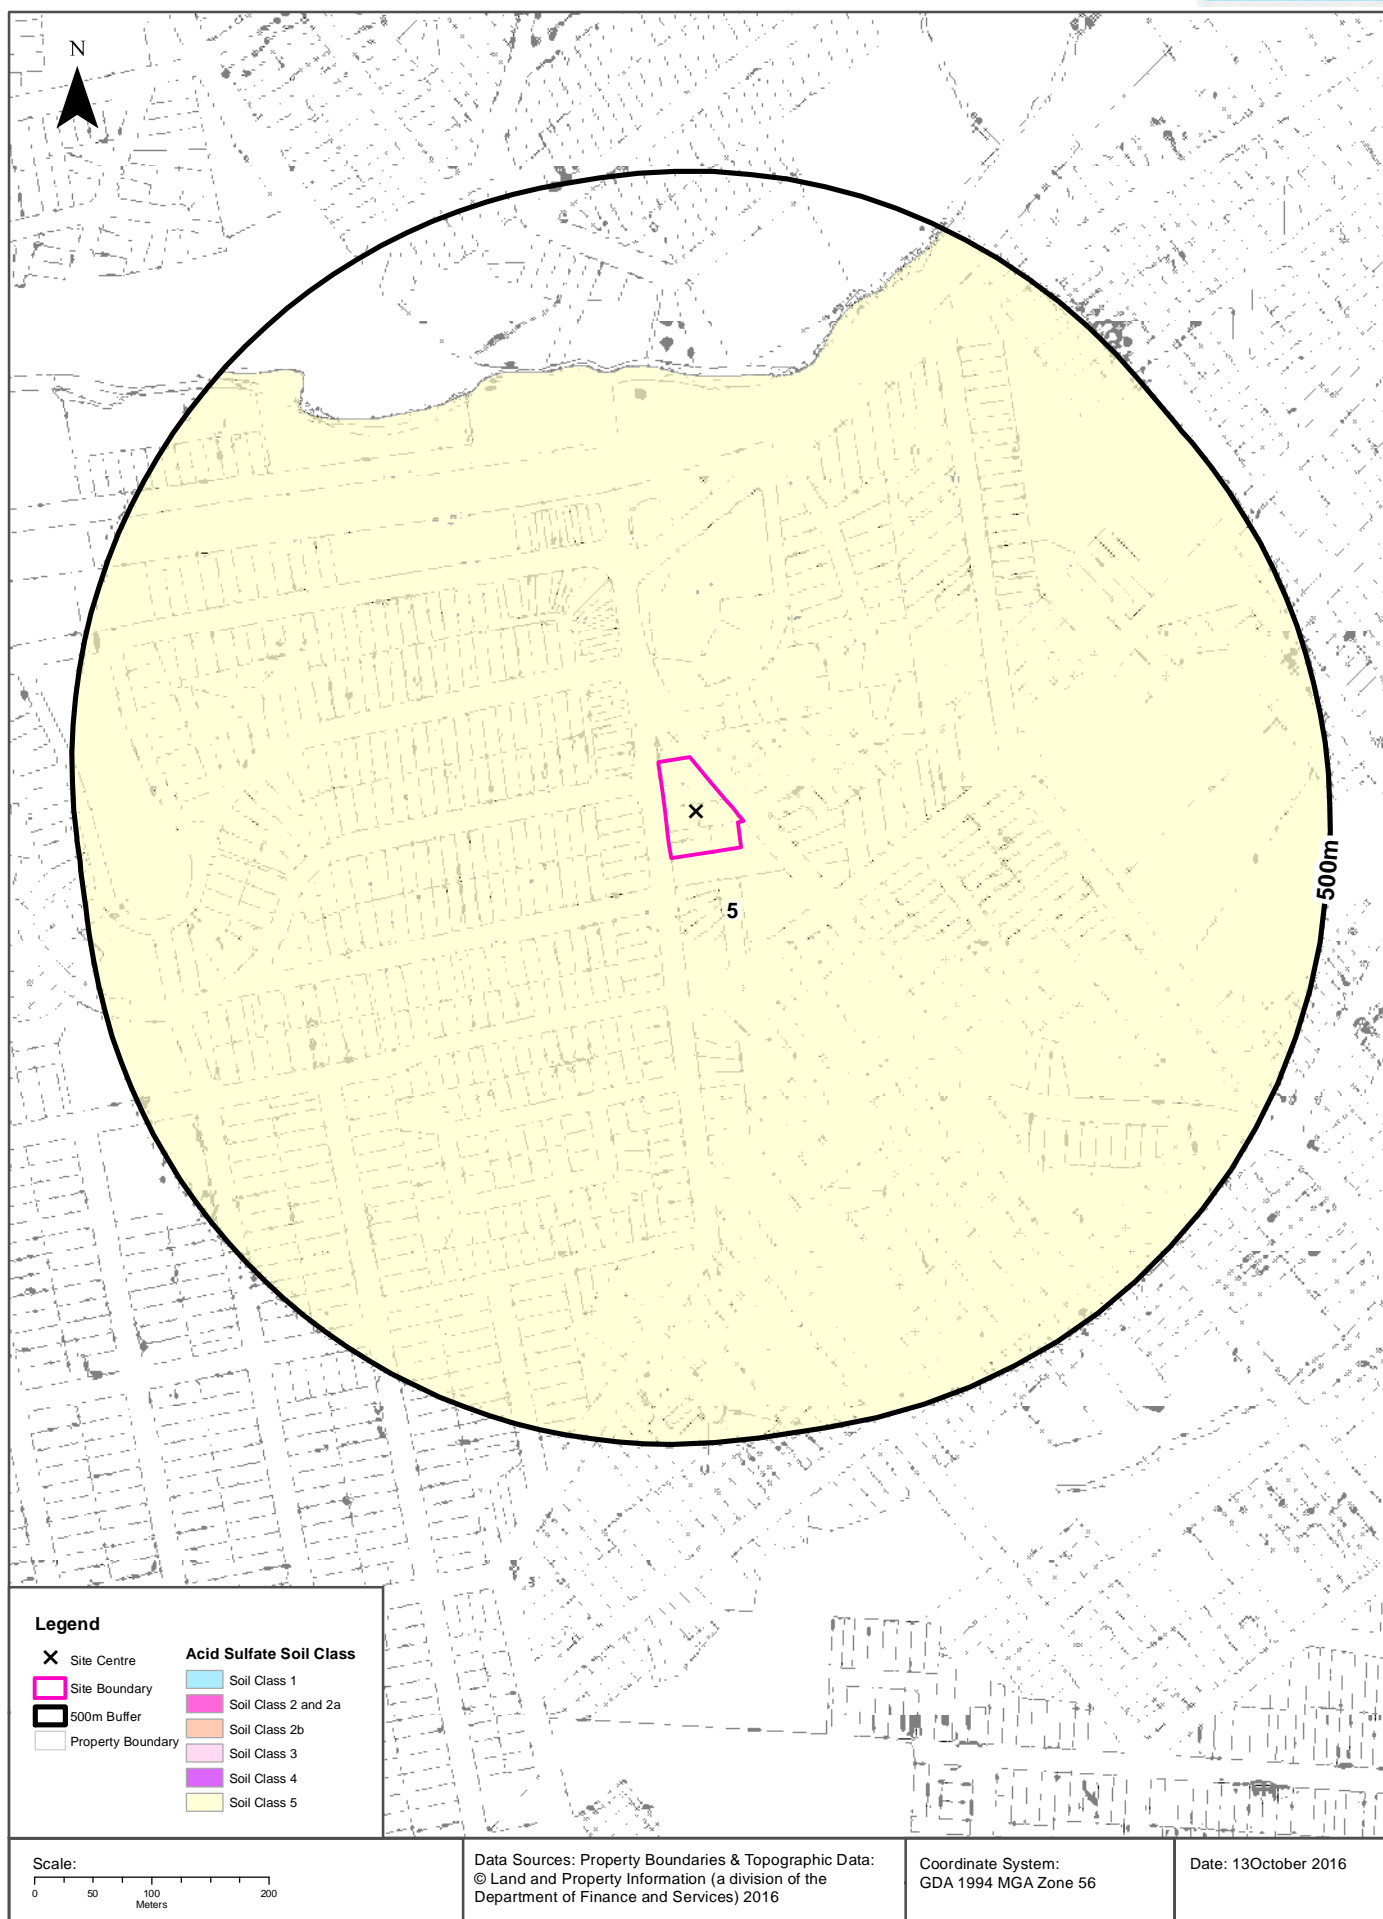 N
500m
5
Legend
Site Centre
Site Boundary
500m Buffer
Property Boundary
Acid Sulfate Soil Class
Soil Class 1
Soil Class 2 and 2a
Soil Class 2b
Soil Class 3
Soil Class 4
Soil Class 5
Scale:
0 50 100 200
Meters
Data Sources: Property Boundaries & Topographic Data:
© Land and Property Information (a division of the
Department of Finance and Services) 2016
Coordinate System:
GDA 1994 MGA Zone 56
Date: 13October 2016